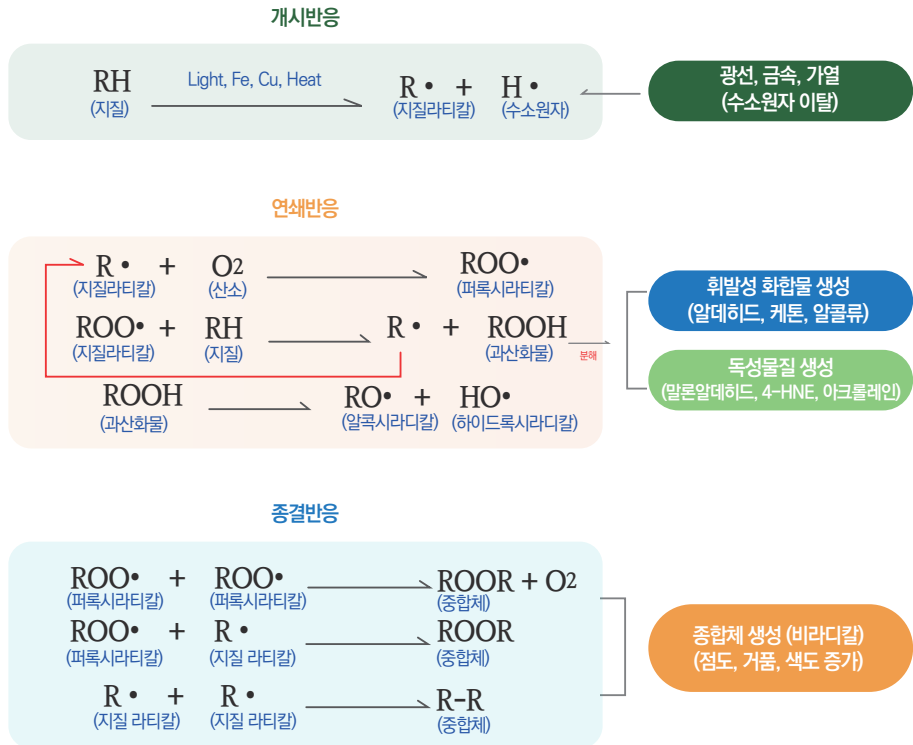 개시반응
RH Light, Fe, Cu, Heat R • + H •
(지질) (지질라티칼) (수소원자)
광선, 금속, 가열
(수소원자 이탈)
연쇄반응
R • + O2 ROO•
(지질라티칼) (산소) (퍼록시라티칼)
ROO• + RH R • + ROOH
(지질라티칼) (지질) (과산화물) 분해
ROOH RO• + HO•
(과산화물) (알콕시라디칼) (하이드록시라디칼)
휘발성 화합물 생성
(알데히드, 케톤, 알콜류)
독성물질 생성
(말론알데히드, 4-HNE, 아크롤레인)
종결반응
ROO• + ROO• ROOR + O2
(퍼록시라티칼) (퍼록시라티칼) (중합체)
ROO• + R • ROOR
(퍼록시라티칼) (지질 라티칼) (중합체)
R • + R • R-R
(지질 라티칼) (지질 라티칼) (중합체)
종합체 생성 (비라디칼)
(점도, 거품, 색도 증가)